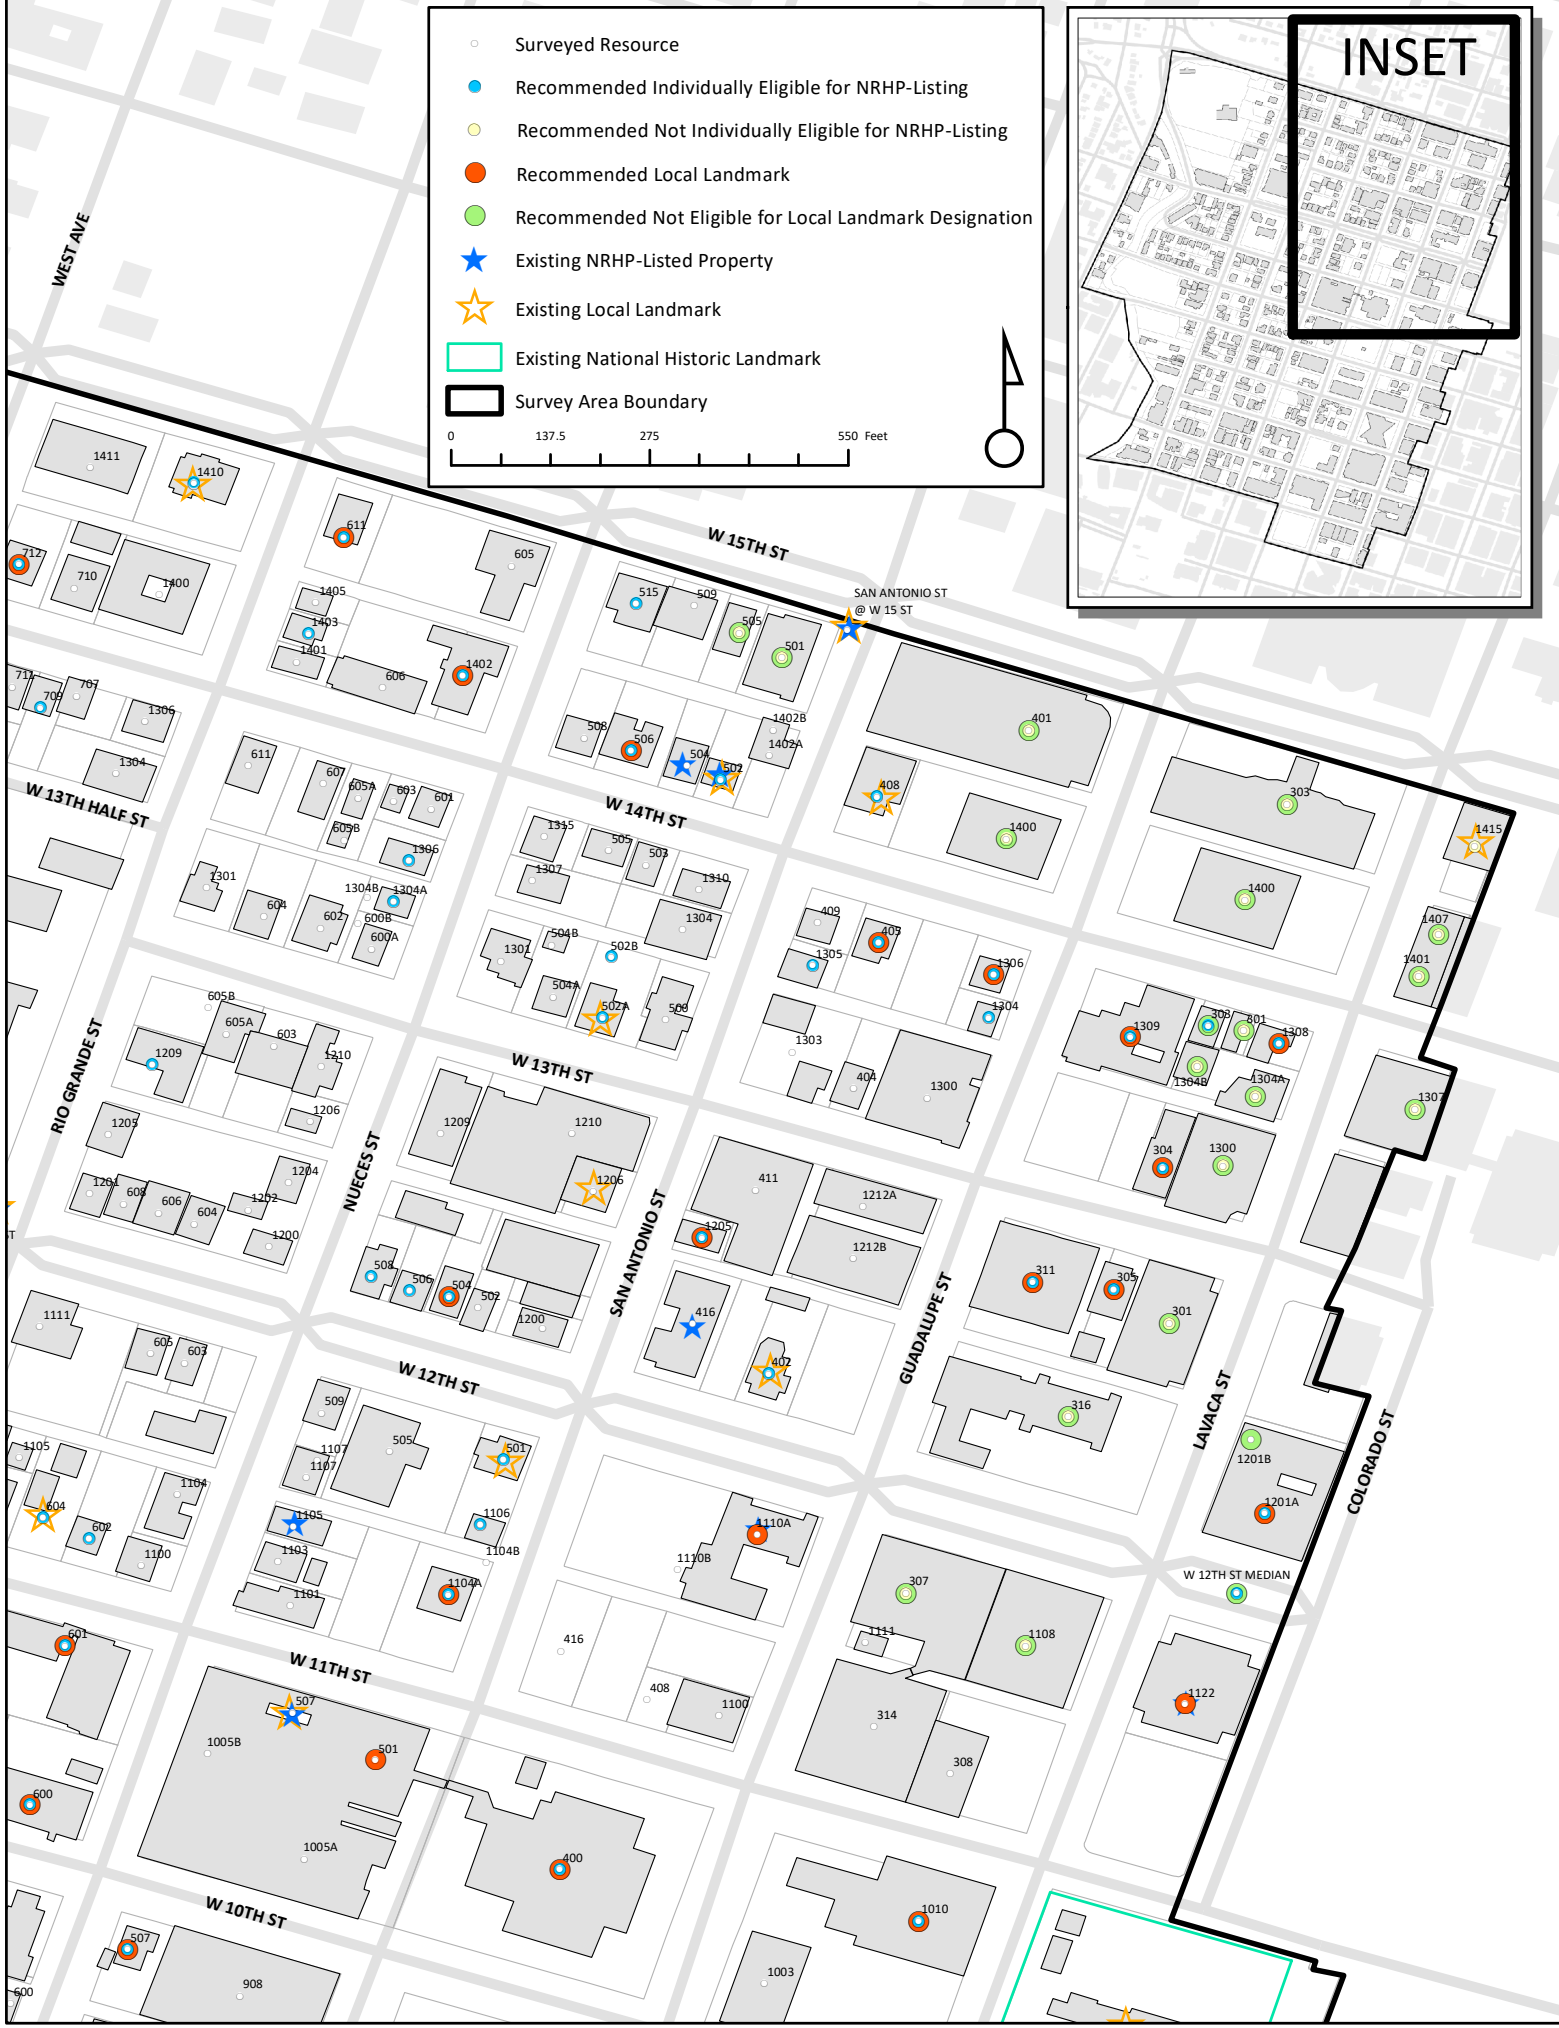 Surveyed Resource
Recommended Individually Eligible for NRHP-Listing
Recommended Not Individually Eligible for NRHP-Listing
Recommended Local Landmark
Recommended Not Eligible for Local Landmark Designation
Existing NRHP-Listed Property
Existing Local Landmark
Existing National Historic Landmark
Survey Area Boundary
0 137.5 275 550 Feet
INSET
WEST AVE
W 15TH ST
SAN ANTONIO ST
@ W 15 ST
1411
1410
611
605
712
710
1400
1405
1403
1401
606
1402
515
509
505
501
711
709
707
1306
1304
508
506
504
502
1402B
1402A
401
408
1400
303
1415
W 13TH HALF ST
W 14TH ST
611
607
605A
603
601
605B
1306
1315
505
503
1307
1310
1304
1301
604
602
1304B
1304A
600B
600A
1301
504B
502B
504A
502A
500
409
405
1305
1306
1304
1303
404
1300
1400
1407
1401
1309
303
301
1308
1304B
1304A
1307
304
1300
605B
605A
603
1209
1210
1206
1205
1204
1201
608
606
604
1202
1200
RIO GRANDE ST
NUECES ST
W 13TH ST
1209
1210
1206
SAN ANTONIO ST
411
1212A
1205
1212B
508
506
504
502
1200
416
402
GUADALUPE ST
311
305
301
316
LAVACA ST
COLORADO ST
1201B
1201A
ST
1111
605
603
W 12TH ST
509
1107
1107
505
501
1105
1104
604
602
1100
1105
1103
1101
1106
1104B
1104A
1110A
1110B
307
1111
1108
W 12TH ST MEDIAN
1122
601
W 11TH ST
416
408
1100
314
308
507
1005B
501
600
1005A
400
W 10TH ST
1010
1003
507
908
600